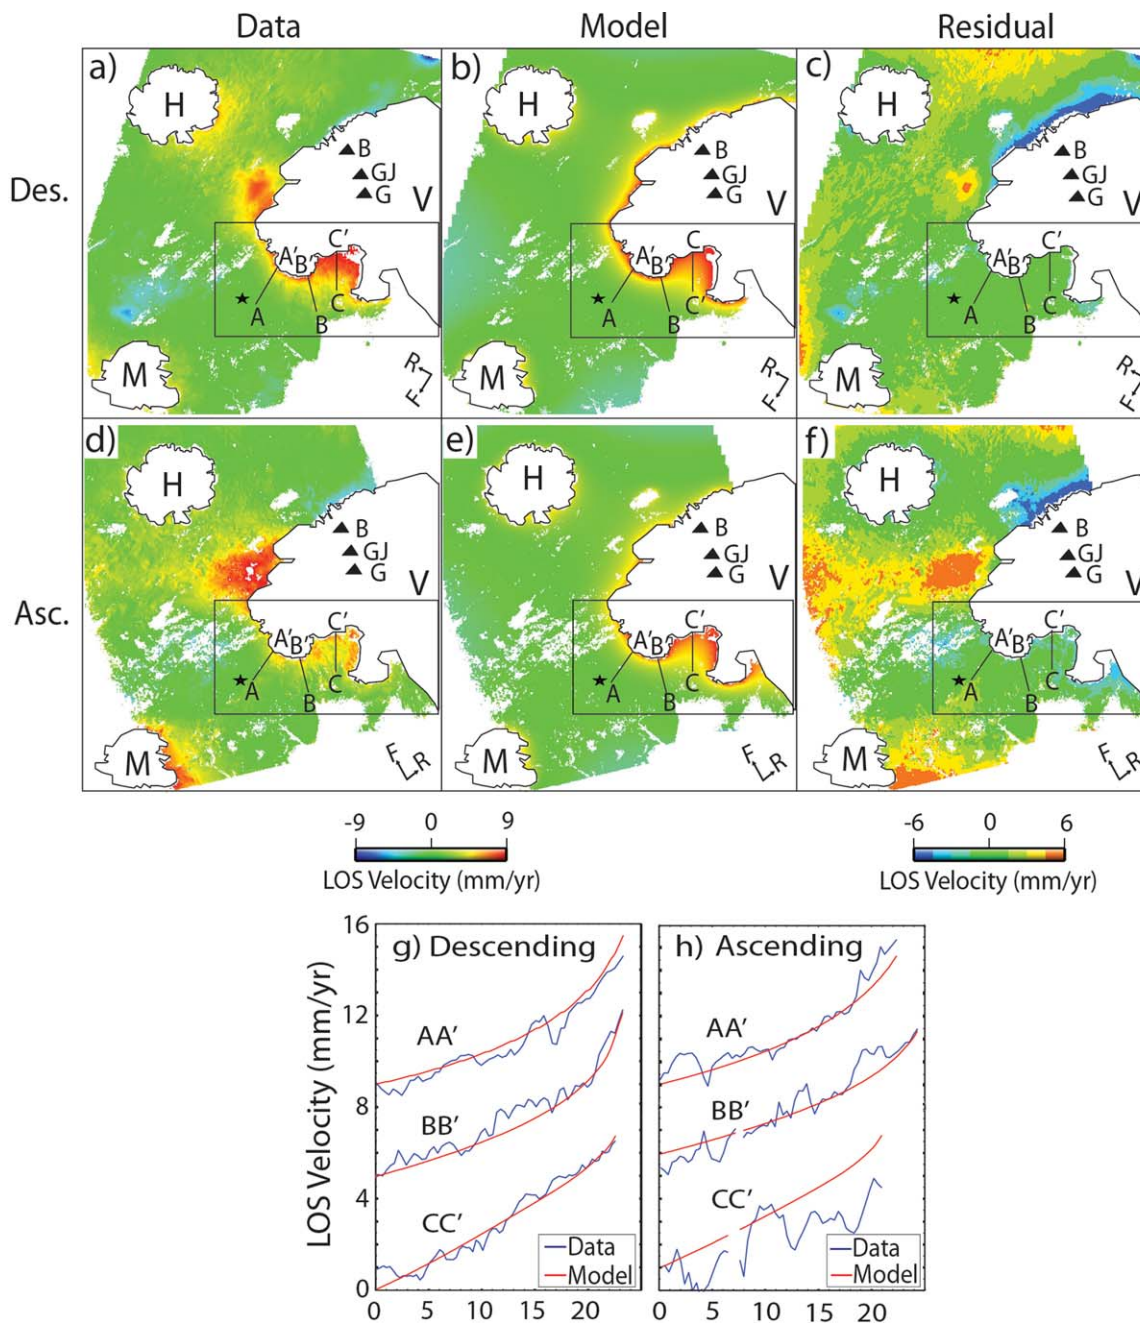 Data Model Residual
Des.
a)
H
B
GJ
G
V
C'
A'
B'
A
B
C
M
R
F
b)
H
B
GJ
G
V
C
A'
B'
A
B
C'
M
R
F
c)
H
B
GJ
G
V
C'
A'
B'
A
B
C
M
R
F
Asc.
d)
H
B
GJ
G
V
C'
A'
B'
A
B
C
M
F
R
e)
H
B
GJ
G
V
C'
A'
B'
A
B
C
M
F
R
f)
H
B
GJ
G
V
C'
A'
B'
A
B
C
M
F
R
-9 0 9
LOS Velocity (mm/yr)
-6 0 6
LOS Velocity (mm/yr)
LOS Velocity (mm/yr)
16
12
8
4
0
g) Descending
AA’
BB’
CC’
Data
Model
0 5 10 15 20
h) Ascending
AA’
BB’
CC’
Data
Model
0 5 10 15 20